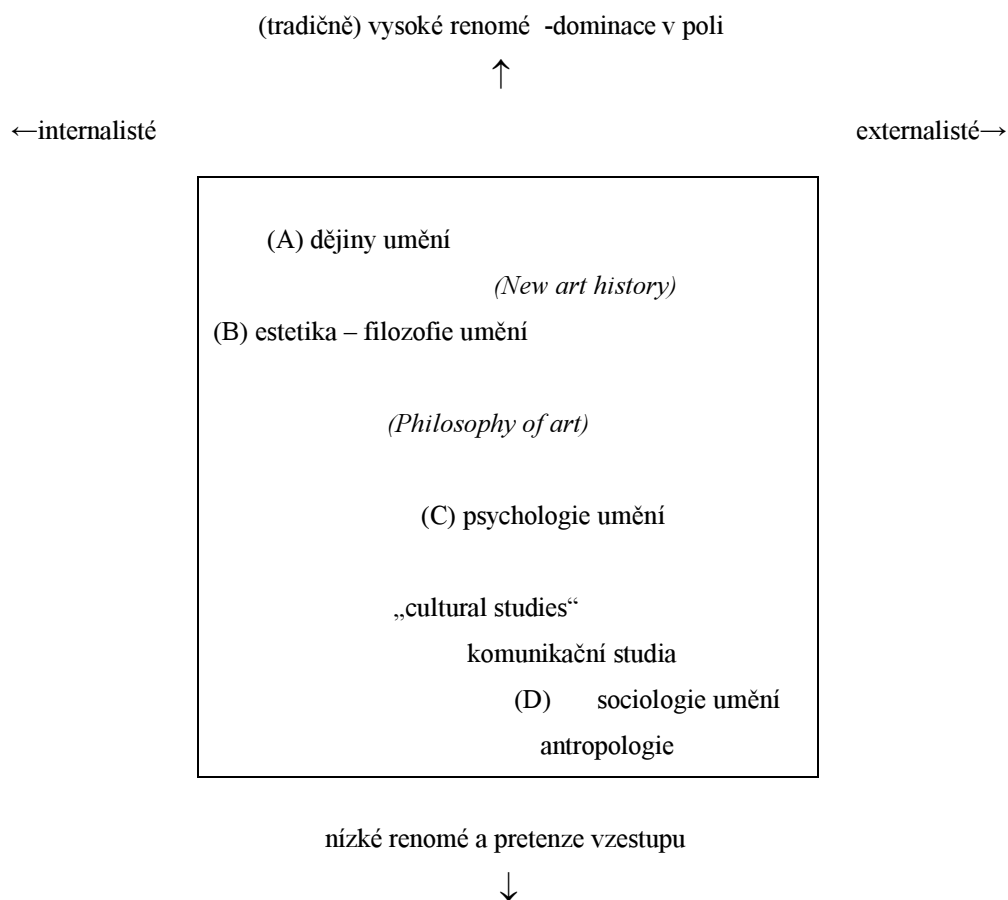 (tradičně) vysoké renomé -dominace v poli
↑
←internalisté externalisté→
(A) dějiny umění
(New art history)
(B) estetika – filozofie umění
(Philosophy of art)
(C) psychologie umění
„cultural studies“
komunikační studia
(D) sociologie umění
antropologie
nízké renomé a pretenze vzestupu
↓